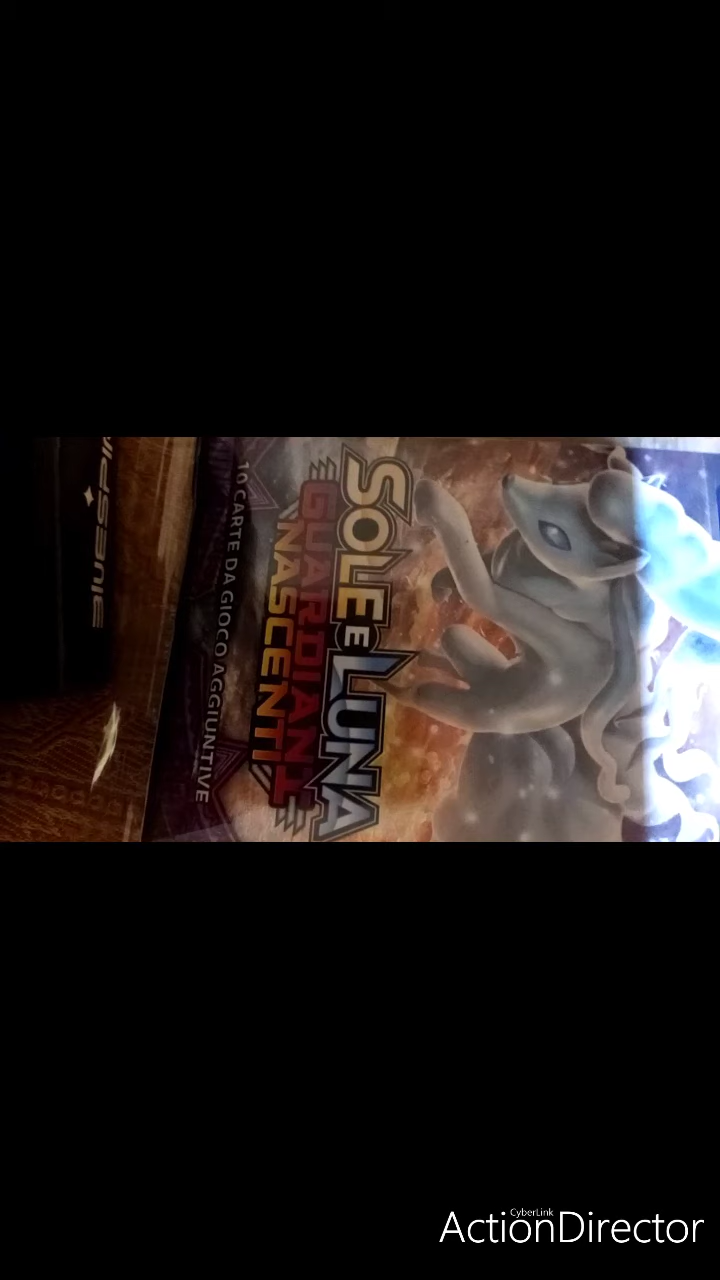 SOLE E LUNA
GUARDIANI
NASCENTI
10 CARTE DA GIOCO AGGIUNTIVE
CyberLink
ActionDirector